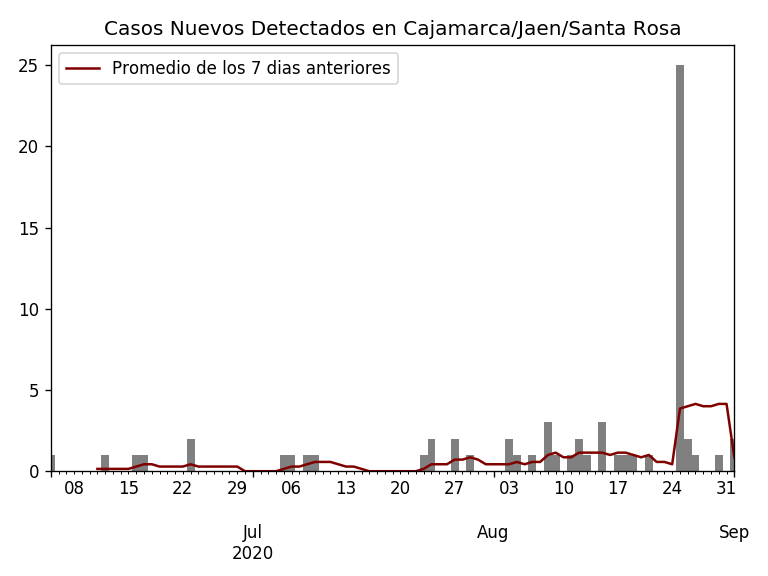 Casos Nuevos Detectados en Cajamarca/Jaen/Santa Rosa
Promedio de los 7 dias anteriores
25
20
15
10
5
0
08 15 22 29 06 13 20 27 03 10 17 24 31
Jul Aug Sep
2020